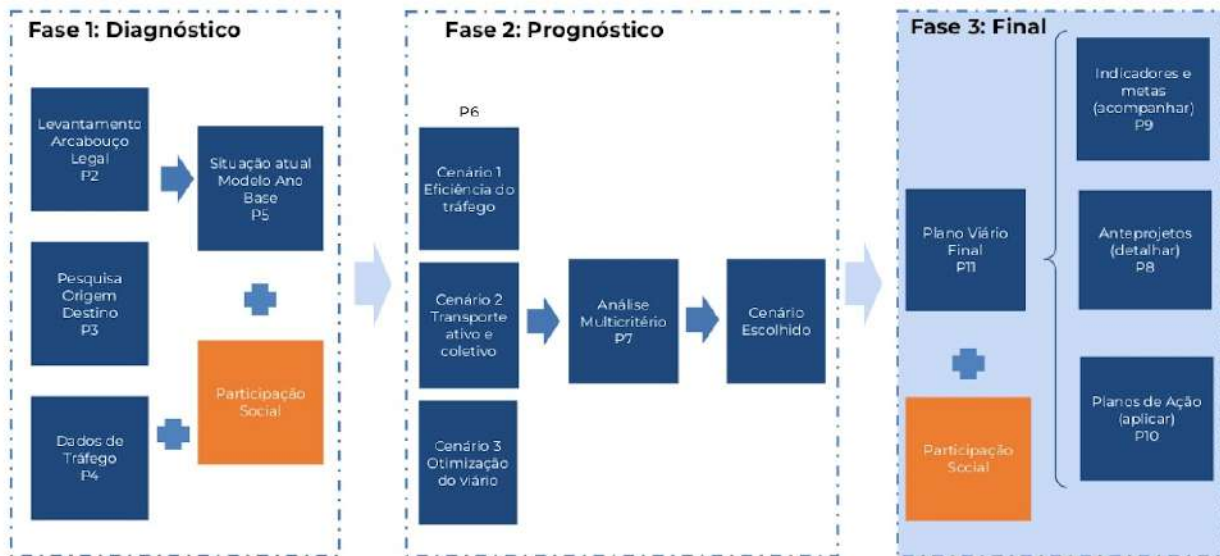 Fase 1: Diagnóstico
Levantamento
Arcabouço
Legal
P2
Situação atual
Modelo Ano
Base
P5
Pesquisa
Origem
Destino
P3
Participação
Social
Dados de
Tráfego
P4
Fase 2: Prognóstico
P6
Cenário 1
Eficiência do
tráfego
Cenário 2
Transporte
ativo e
coletivo
Cenário 3
Otimização
do viário
Análise
Multicritério
P7
Cenário
Escolhido
Fase 3: Final
Plano Viário
Final
P11
Participação
Social
Indicadores e
metas
(acompanhar)
P9
Anteprojetos
(detalhar)
P8
Planos de Ação
(aplicar)
P10